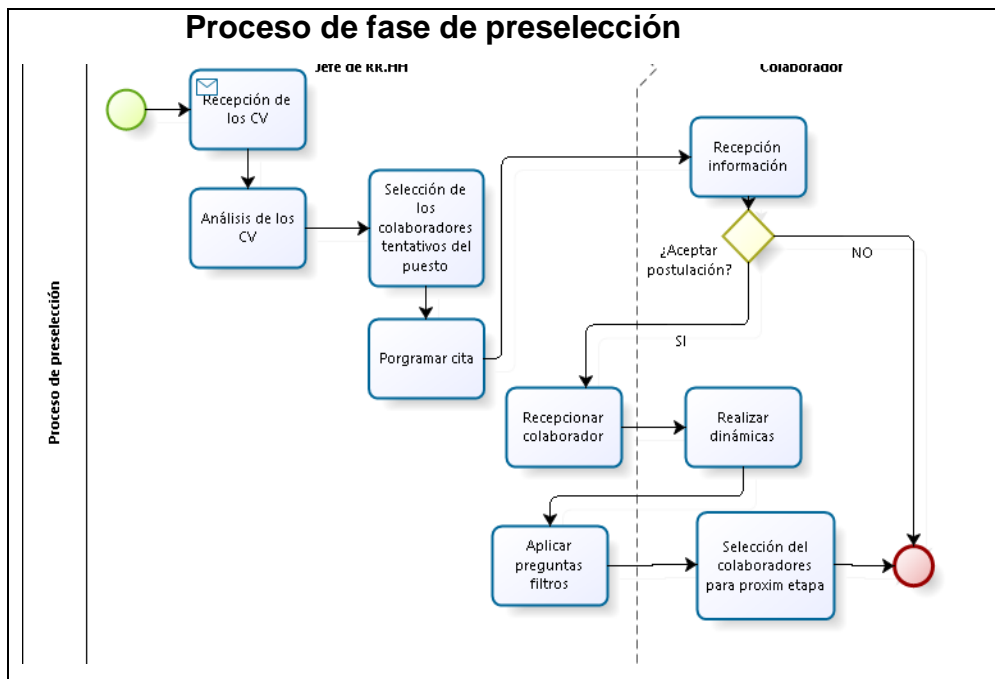 Proceso de fase de preselección
Jefe de RR.HH
Colaborador
Proceso de preselección
Recepción de
los CV
Recepción
información
Análisis de los
CV
Selección de
los
colaboradores
tentativos del
puesto
¿Aceptar
postulación?
NO
SI
Porgramar cita
Recepcionar
colaborador
Realizar
dinámicas
Aplicar
preguntas
filtros
Selección del
colaboradores
para proxim etapa